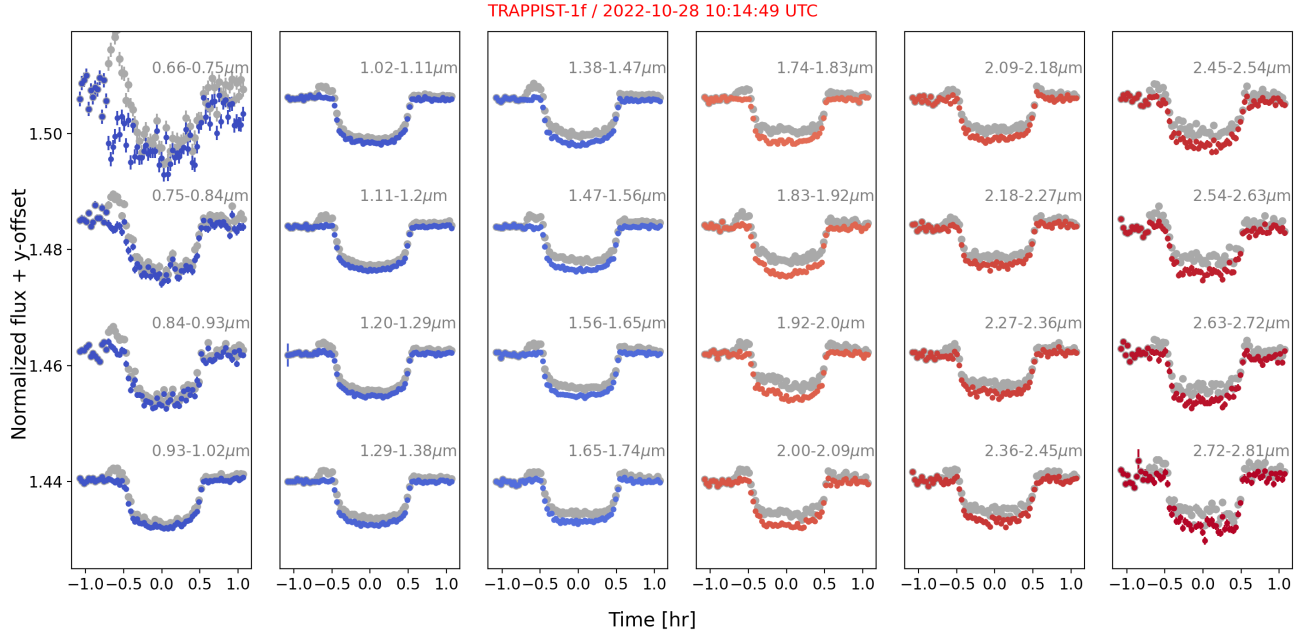 TRAPPIST-1f / 2022-10-28 10:14:49 UTC
0.66-0.75μm
1.02-1.11μm
1.38-1.47μm
1.74-1.83μm
2.09-2.18μm
2.45-2.54μm
1.50
0.75-0.84μm
1.11-1.2μm
1.47-1.56μm
1.83-1.92μm
2.18-2.27μm
2.54-2.63μm
1.48
0.84-0.93μm
1.20-1.29μm
1.56-1.65μm
1.92-2.0μm
2.27-2.36μm
2.63-2.72μm
1.46
0.93-1.02μm
1.29-1.38μm
1.65-1.74μm
2.00-2.09μm
2.36-2.45μm
2.72-2.81μm
1.44
Normalized flux + y-offset
−1.0 −0.5 0.0 0.5 1.0
−1.0 −0.5 0.0 0.5 1.0
−1.0 −0.5 0.0 0.5 1.0
−1.0 −0.5 0.0 0.5 1.0
−1.0 −0.5 0.0 0.5 1.0
−1.0 −0.5 0.0 0.5 1.0
Time [hr]